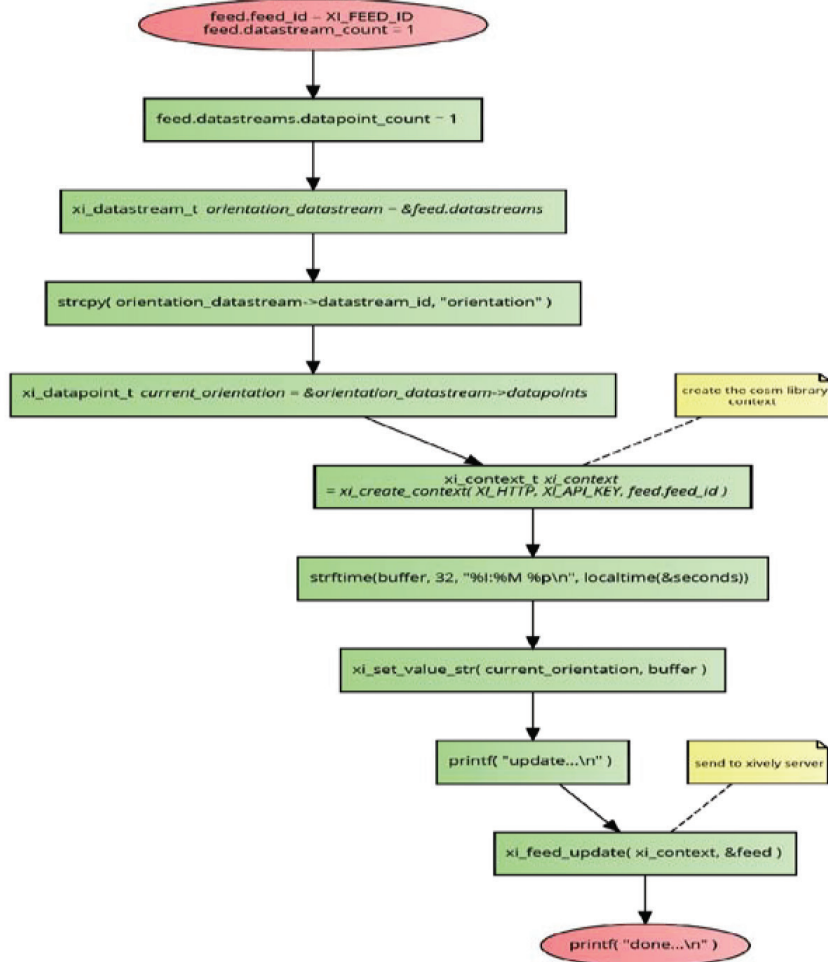 feed.feed_id = XI_FEED_ID
feed.datastream_count = 1
feed.datastreams.datapoint_count = 1
xi_datastream_t orientation_datastream = &feed.datastreams
strcpy( orientation_datastream->datastream_id, "orientation" )
xi_datapoint_t current_orientation = &orientation_datastream->datapoints
create the cosm library
context
xi_context_t xi_context
= xi_create_context( XI_HTTP, XI_API_KEY, feed.feed_id )
strftime(buffer, 32, "%I:%M %p\n", localtime(&seconds))
xi_set_value_str( current_orientation, buffer )
printf( "update...\n" )
send to xively server
xi_feed_update( xi_context, &feed )
printf( "done...\n" )